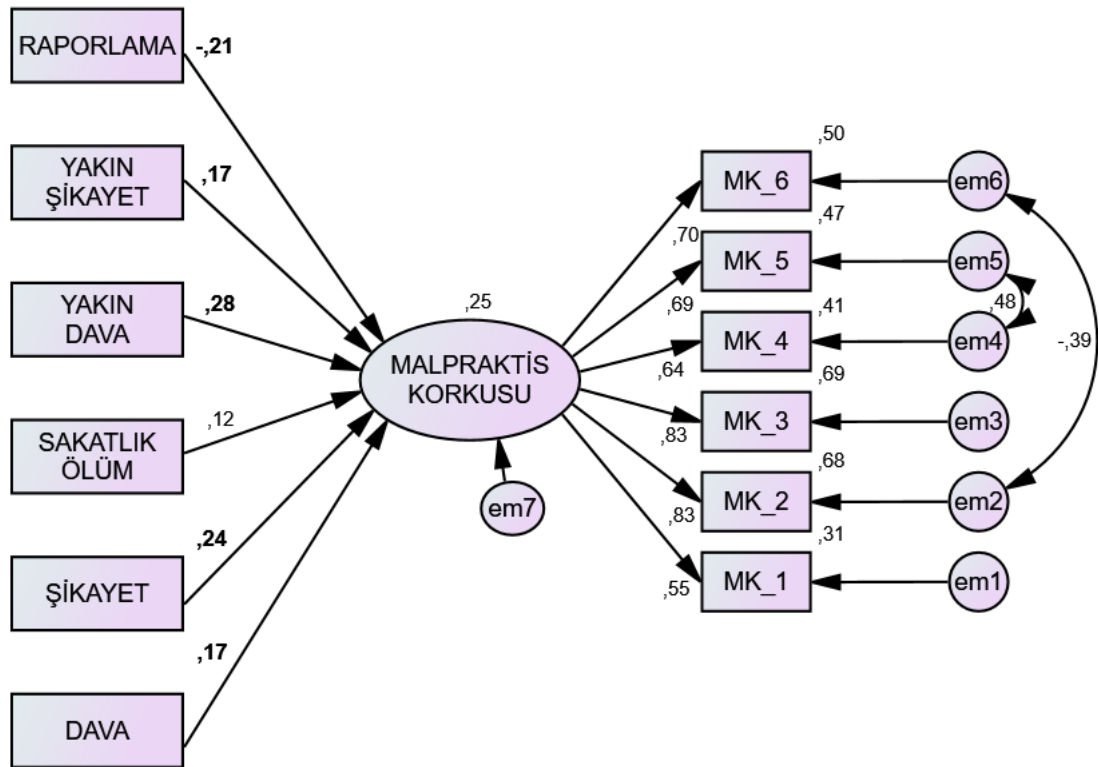 RAPORLAMA
-,21
YAKIN
ŞİKAYET
,17
YAKIN
DAVA
,28
SAKATLIK
ÖLÜM
,12
ŞİKAYET
,24
DAVA
,17
,25
MALPRAKTİS
KORKUSU
em7
,50
MK_6
,70
em6
,47
MK_5
,69
em5
,41
MK_4
,64
em4
,48
-,39
,69
MK_3
,83
em3
,68
MK_2
,83
em2
,31
MK_1
,55
em1